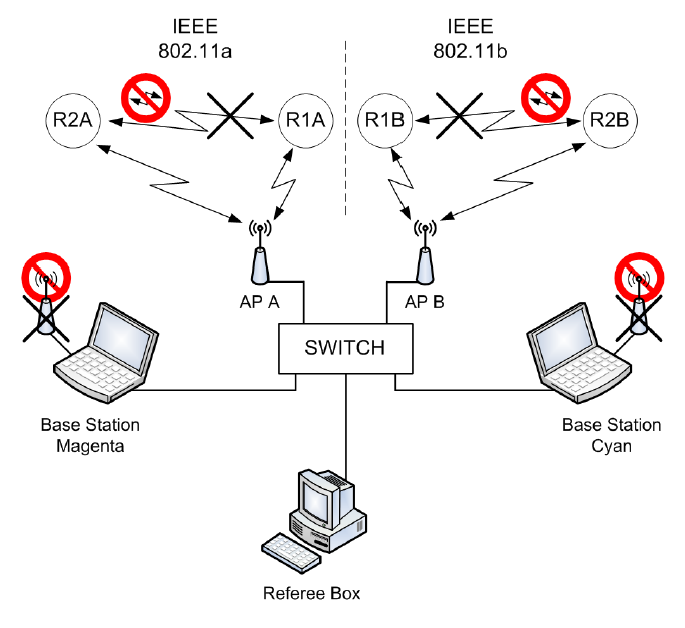 IEEE
802.11a
IEEE
802.11b
R2A
R1A
R1B
R2B
AP A
AP B
SWITCH
Base Station
Magenta
Base Station
Cyan
Referee Box